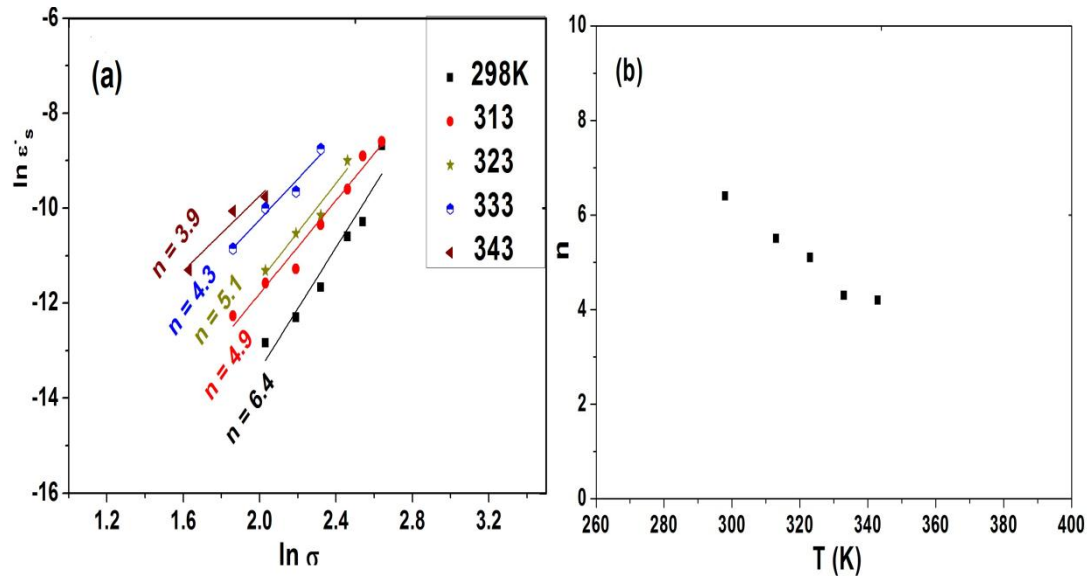 (a)
-6
-8
-10
-12
-14
-16
ln ε̇s
1.2 1.6 2.0 2.4 2.8 3.2
ln σ
298K
313
323
333
343
n = 3.9
n = 4.3
n = 5.1
n = 4.9
n = 6.4
(b)
10
8
6
4
2
0
n
260 280 300 320 340 360 380 400
T (K)